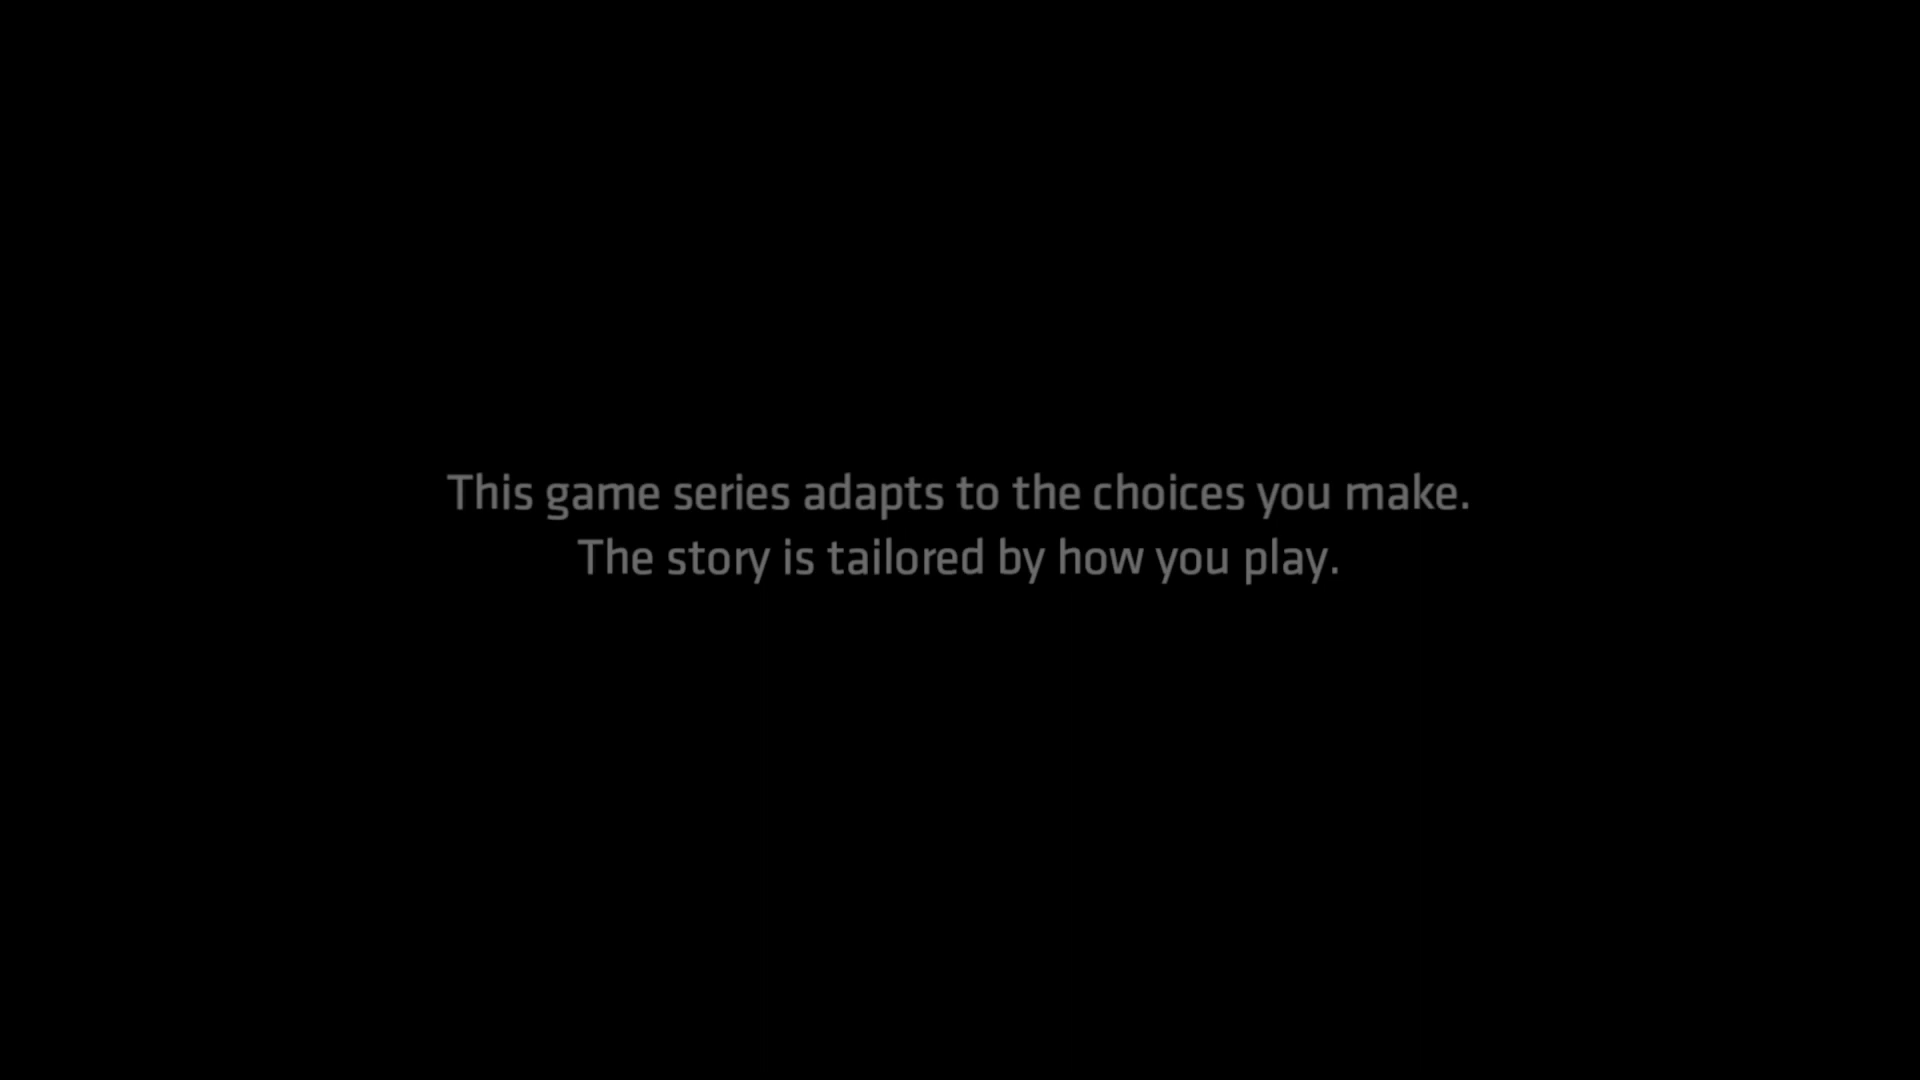 This game series adapts to the choices you make.
The story is tailored by how you play.